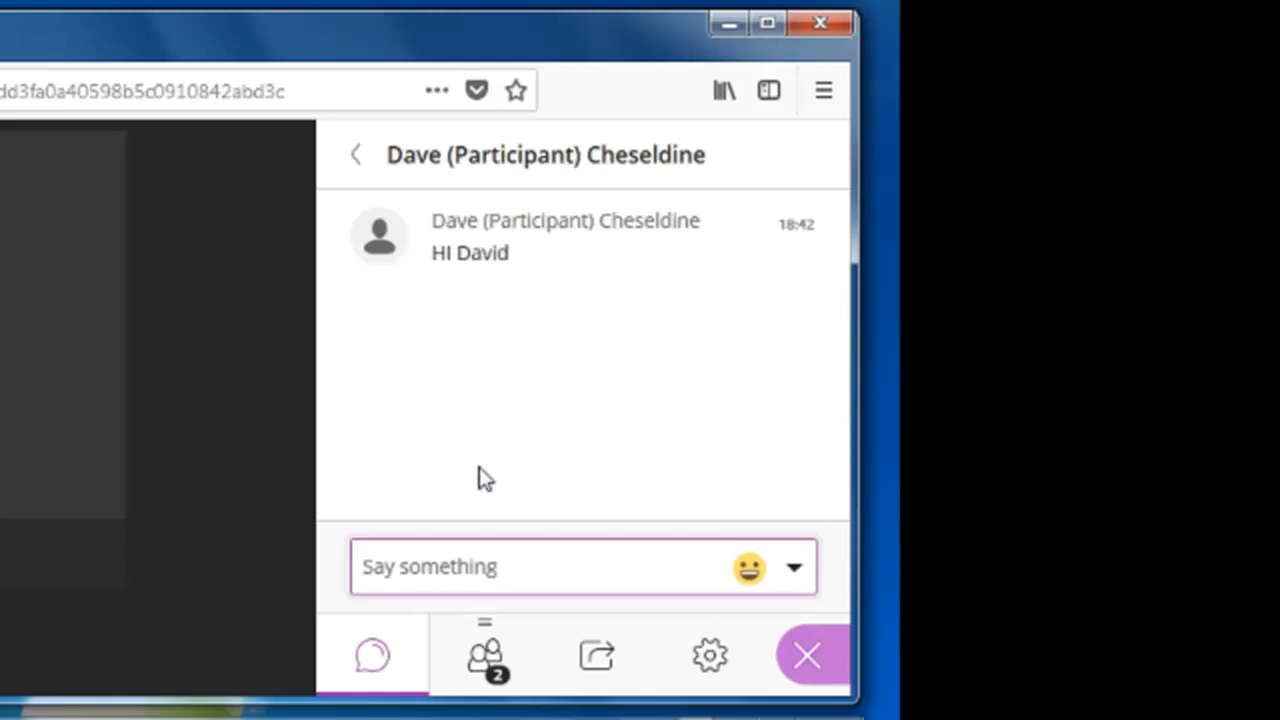 dd3fa0a40598b5c0910842abd3c
Dave (Participant) Cheseldine
Dave (Participant) Cheseldine 18:42
HI David
Say something
2